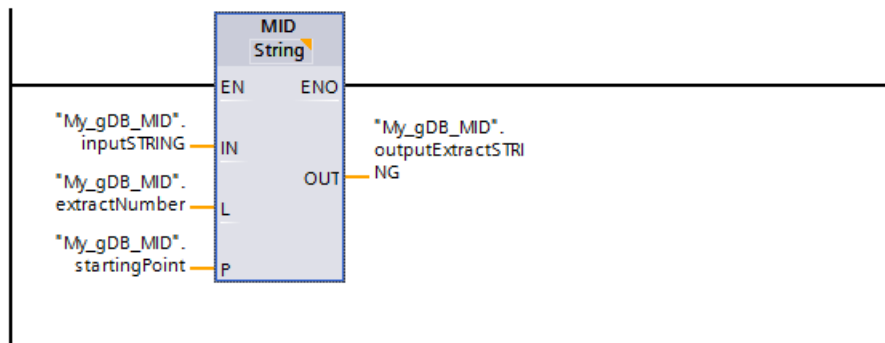 MID
String
EN ENO
"My_gDB_MID".
inputSTRING
IN
"My_gDB_MID".
outputExtractSTRI
NG
OUT
"My_gDB_MID".
extractNumber
L
"My_gDB_MID".
startingPoint
P